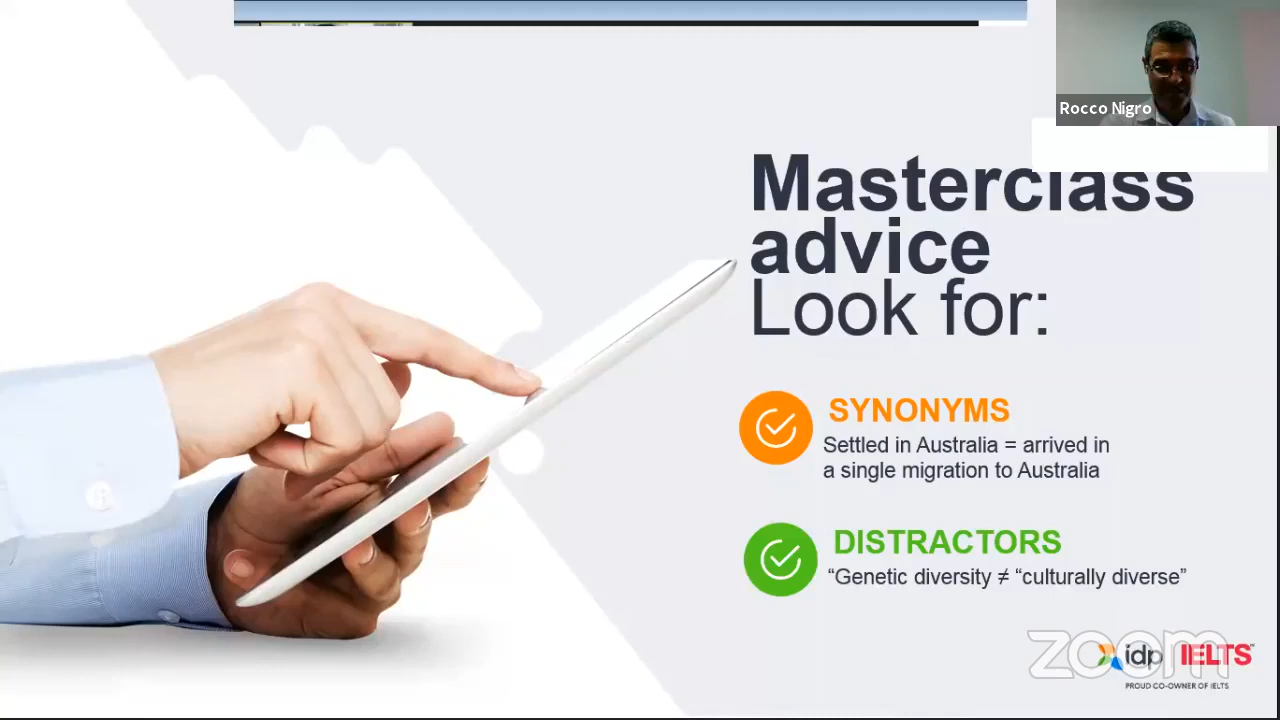 Rocco Nigro
Masterclass
advice
Look for:
SYNONYMS
Settled in Australia = arrived in
a single migration to Australia
DISTRACTORS
“Genetic diversity ≠ “culturally diverse”
zoom
idp IELTS™
PROUD CO-OWNER OF IELTS